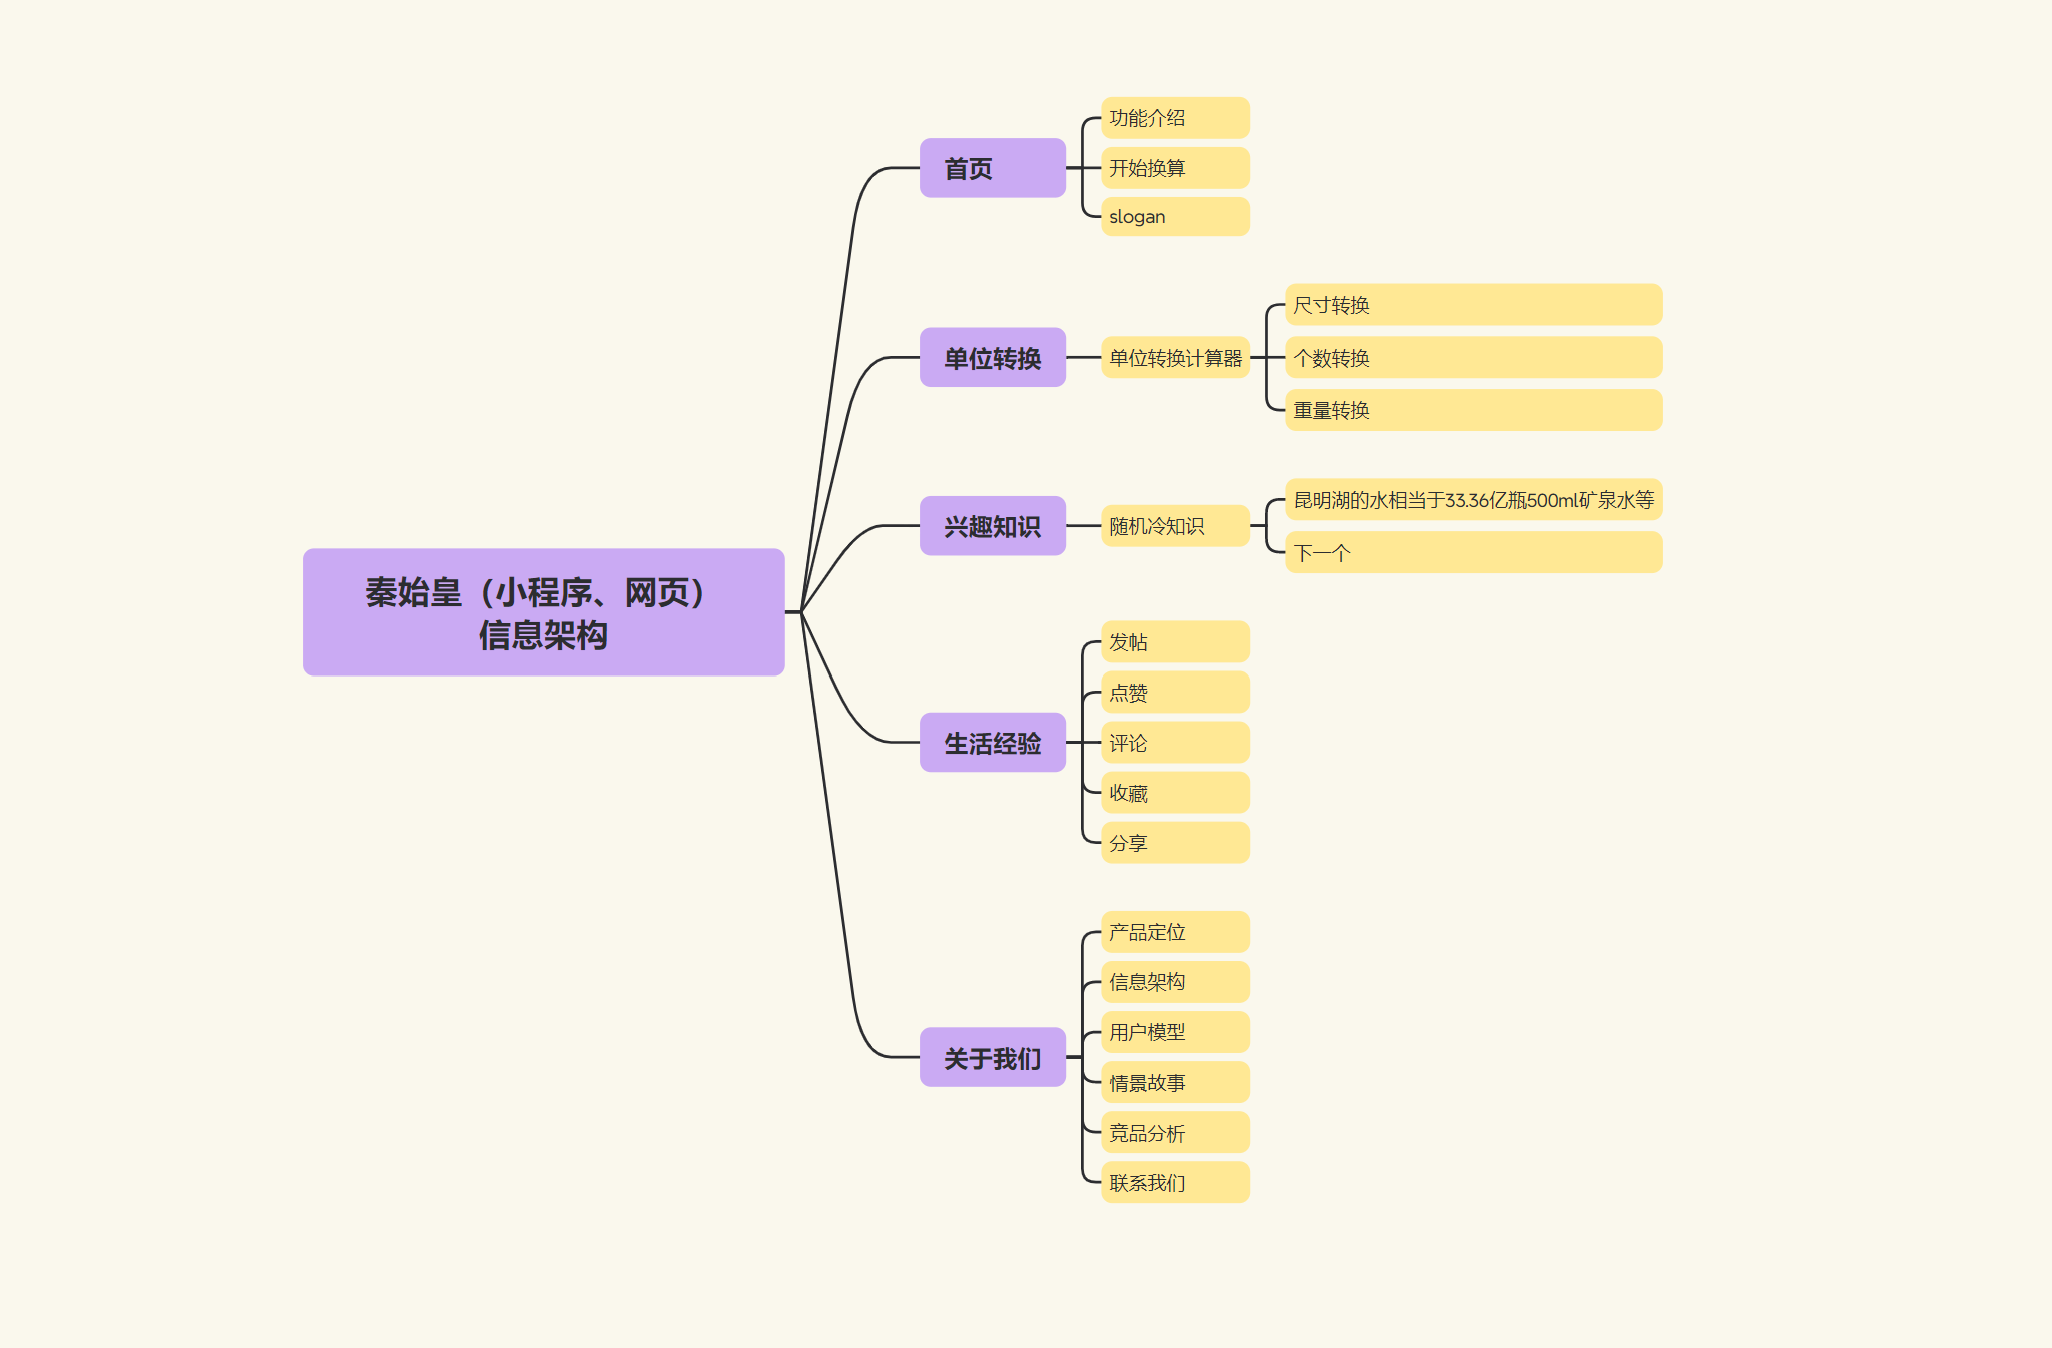 秦始皇（小程序、网页）
信息架构
首页
功能介绍
开始换算
slogan
单位转换
单位转换计算器
尺寸转换
个数转换
重量转换
兴趣知识
随机冷知识
昆明湖的水相当于33.36亿瓶500ml矿泉水等
下一个
生活经验
发帖
点赞
评论
收藏
分享
关于我们
产品定位
信息架构
用户模型
情景故事
竞品分析
联系我们